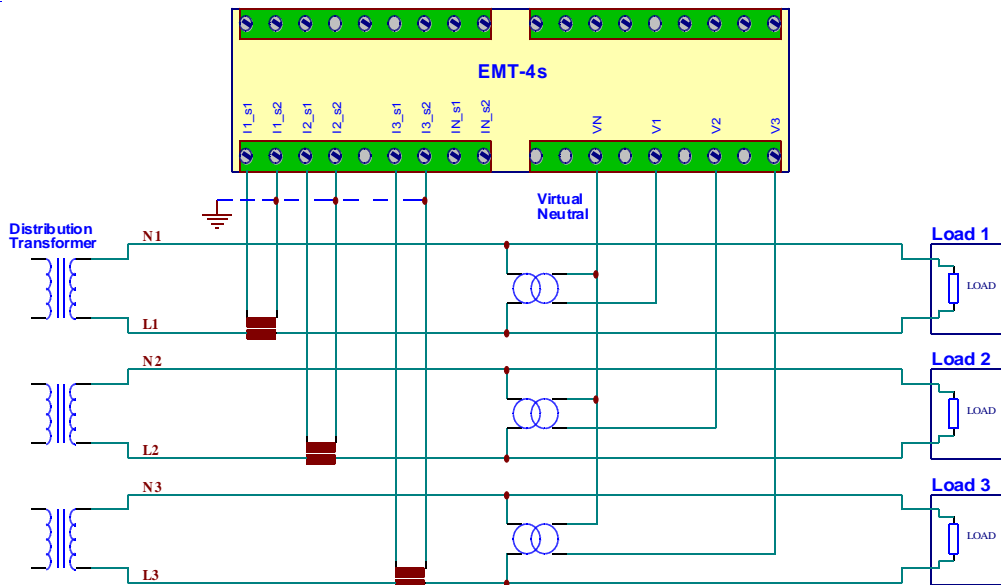 EMT-4s
I1_s1
I1_s2
I2_s1
I2_s2
I3_s1
I3_s2
IN_s1
IN_s2
VN
V1
V2
V3
Virtual
Neutral
Distribution
Transformer
N1
Load 1
LOAD
L1
N2
Load 2
LOAD
L2
N3
Load 3
LOAD
L3